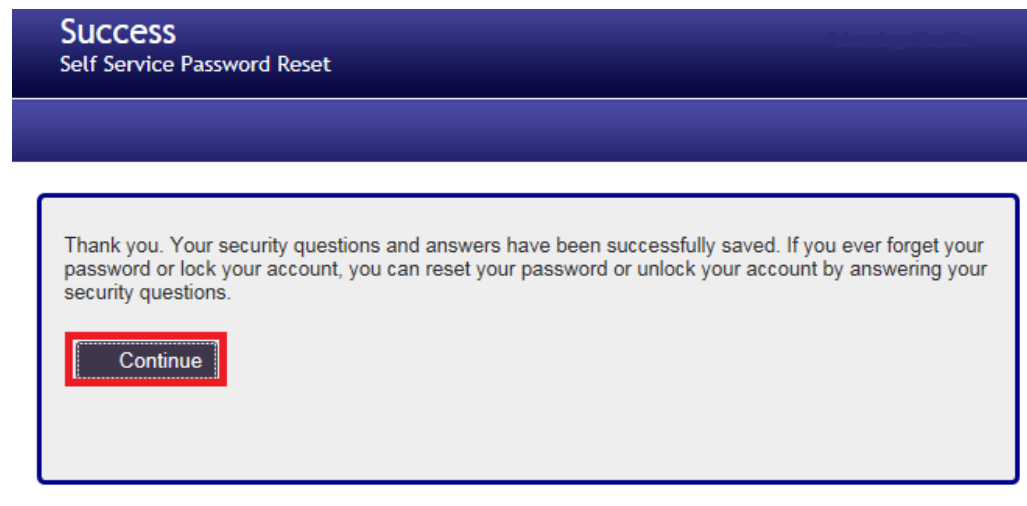 Success
Self Service Password Reset
Thank you. Your security questions and answers have been successfully saved. If you ever forget your
password or lock your account, you can reset your password or unlock your account by answering your
security questions.
Continue